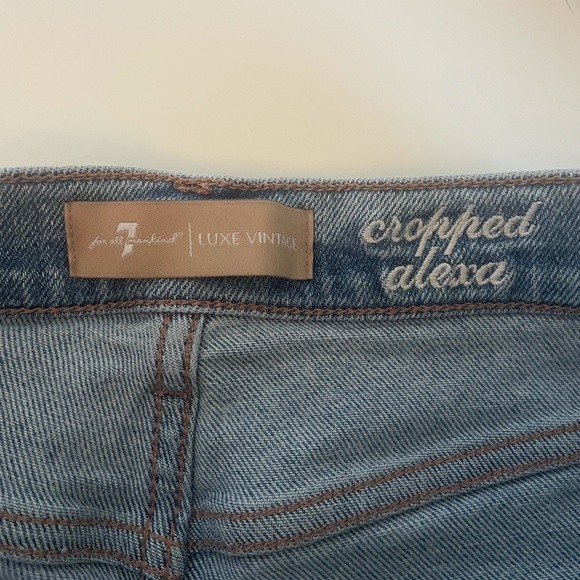 7
for all mankind® | LUXE VINTAGE
cropped
alexa